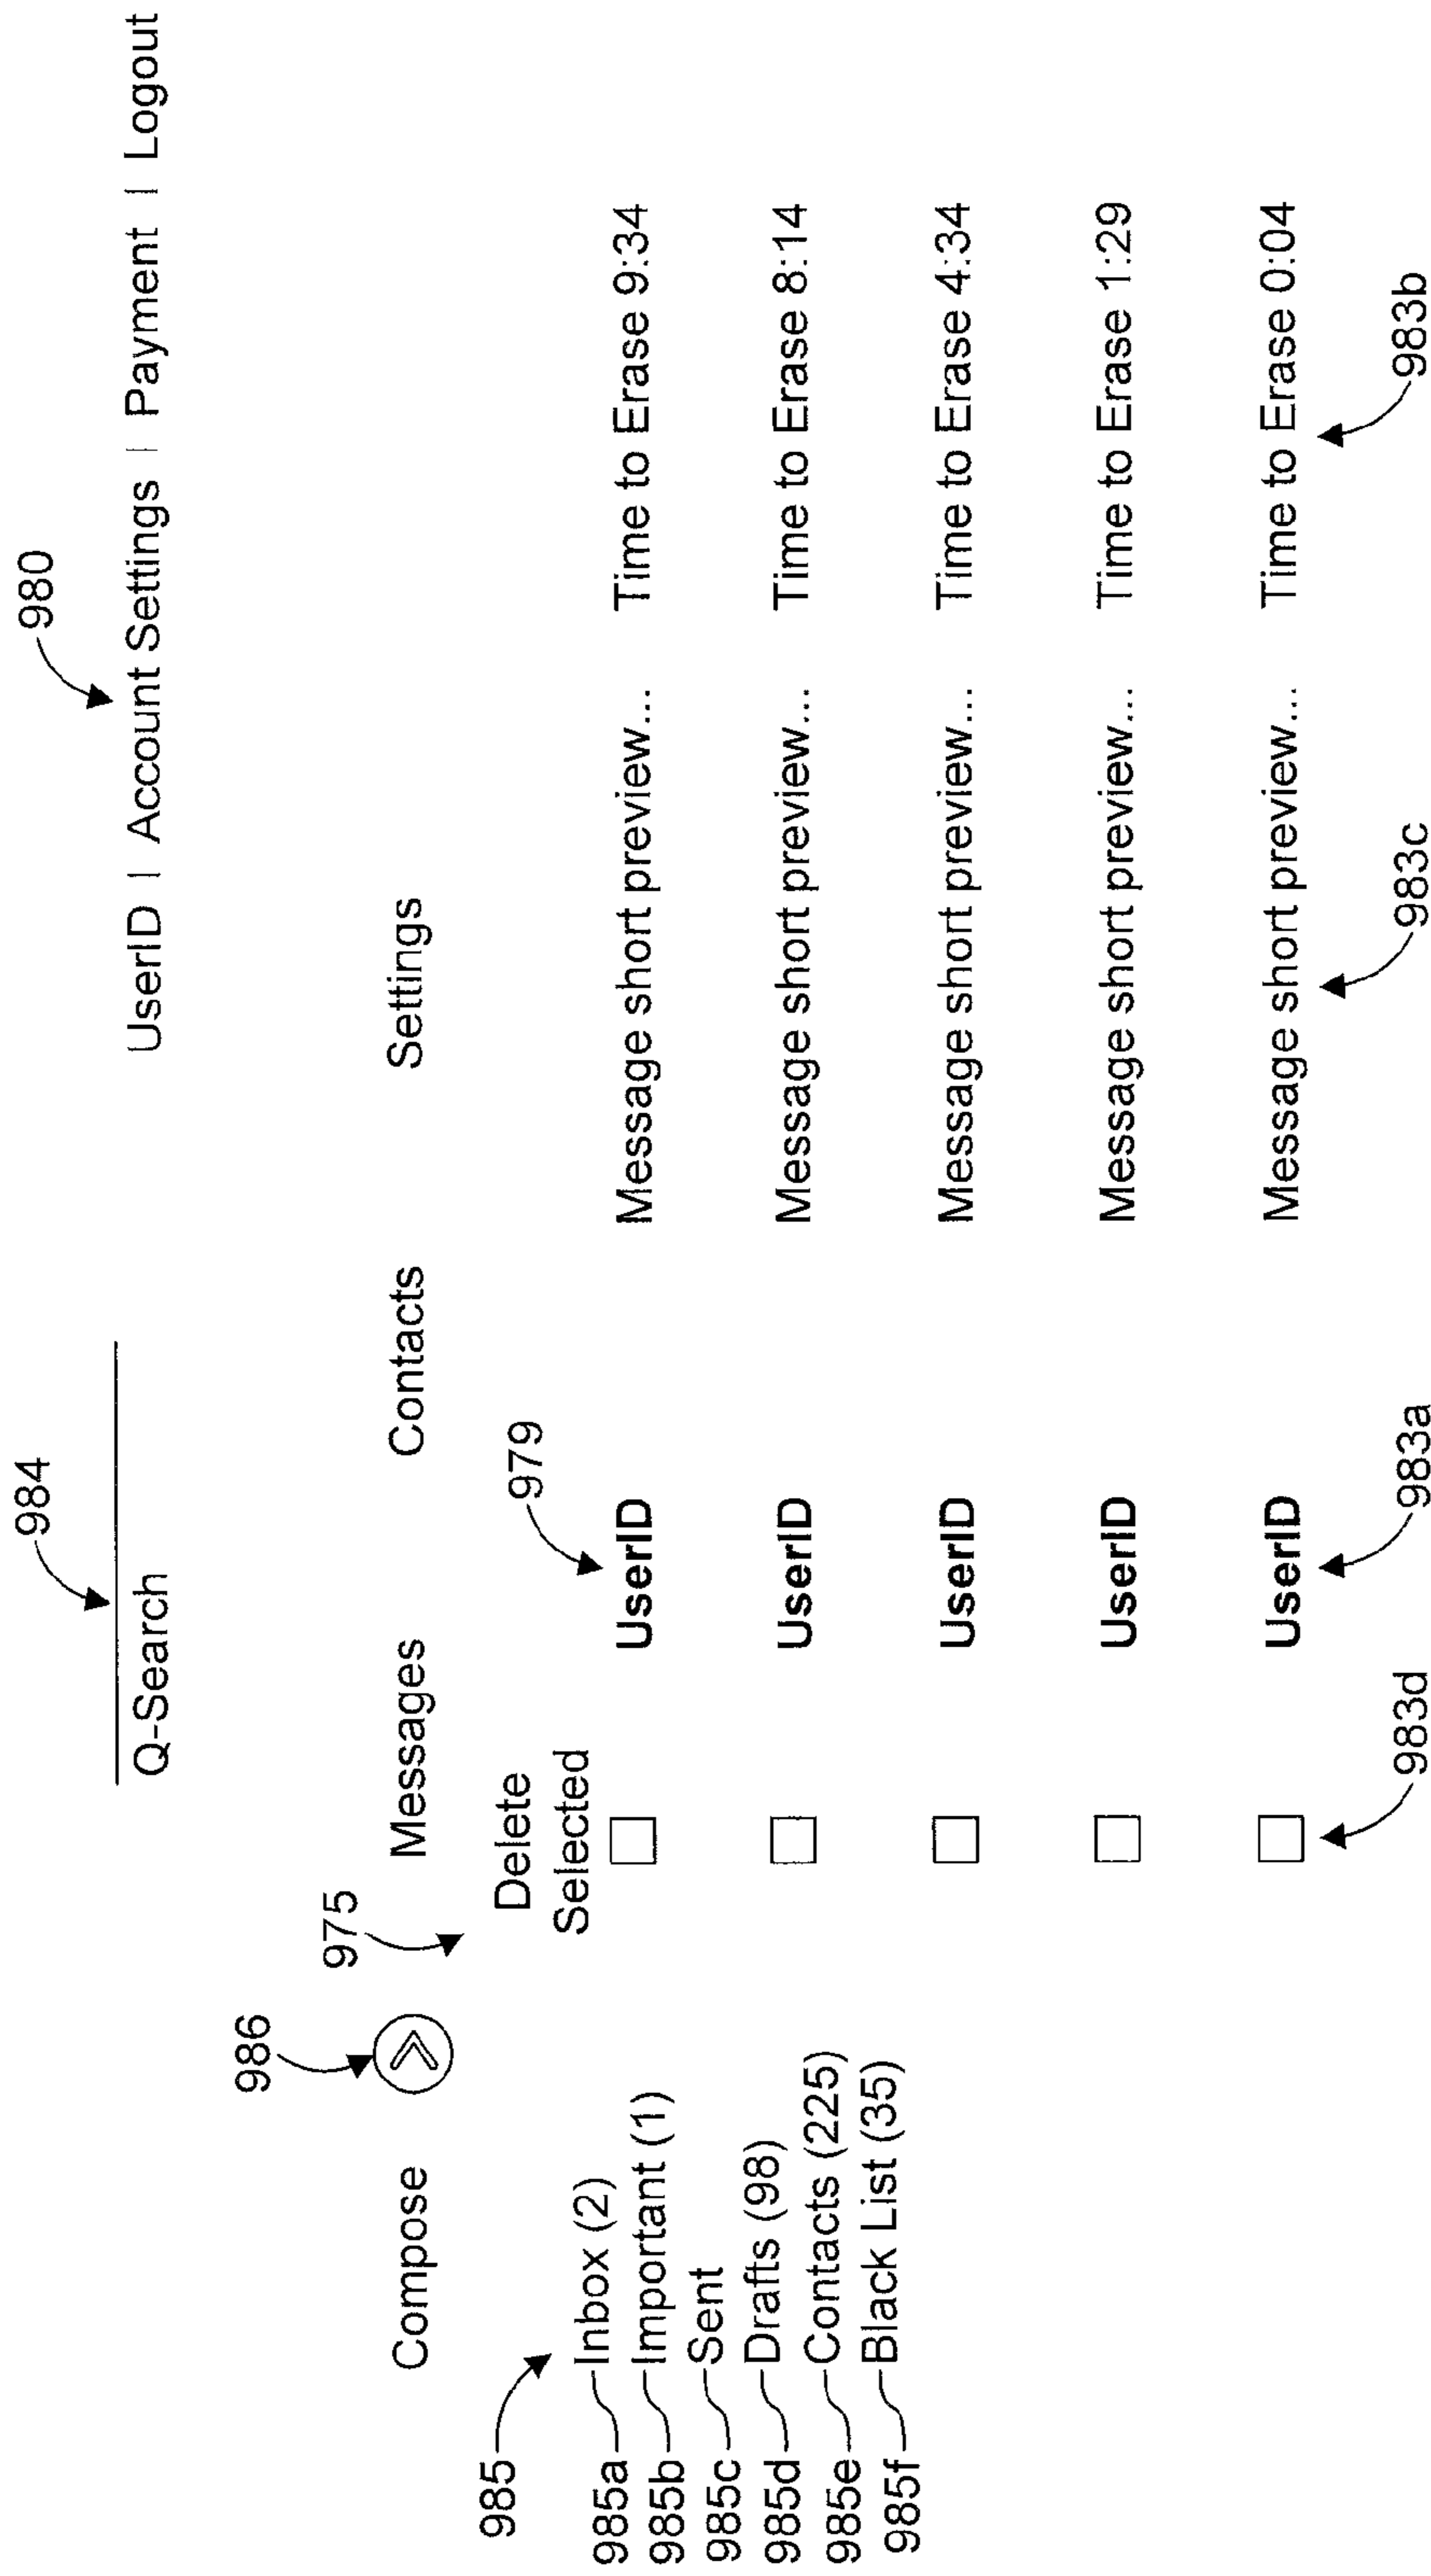 984
980
Q-Search
UserID | Account Settings | Payment | Logout
986
975
Compose
Messages
Contacts
Settings
985
Delete
Selected
979
985a Inbox (2)
985b Important (1)
985c Sent
985d Drafts (98)
985e Contacts (225)
985f Black List (35)
UserID Message short preview... Time to Erase 9:34
UserID Message short preview... Time to Erase 8:14
UserID Message short preview... Time to Erase 4:34
UserID Message short preview... Time to Erase 1:29
UserID Message short preview... Time to Erase 0:04
983d
983a
983c
983b